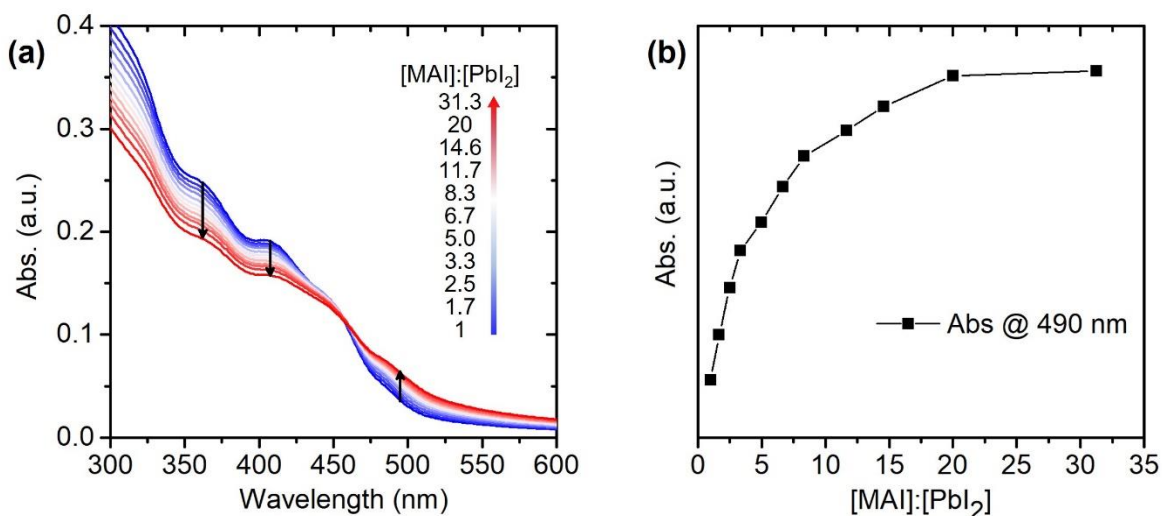 (a)
Abs. (a.u.)
0.4
0.3
0.2
0.1
0.0
[MAI]:[PbI₂]
31.3
20
14.6
11.7
8.3
6.7
5.0
3.3
2.5
1.7
1
300 350 400 450 500 550 600
Wavelength (nm)
(b)
Abs. (a.u.)
Abs @ 490 nm
0 5 10 15 20 25 30 35
[MAI]:[PbI₂]